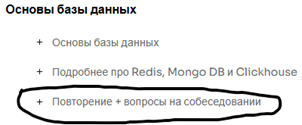 Основы базы данных
+ Основы базы данных
+ Подробнее про Redis, Mongo DB и Clickhouse
+ Повторение + вопросы на собеседовании